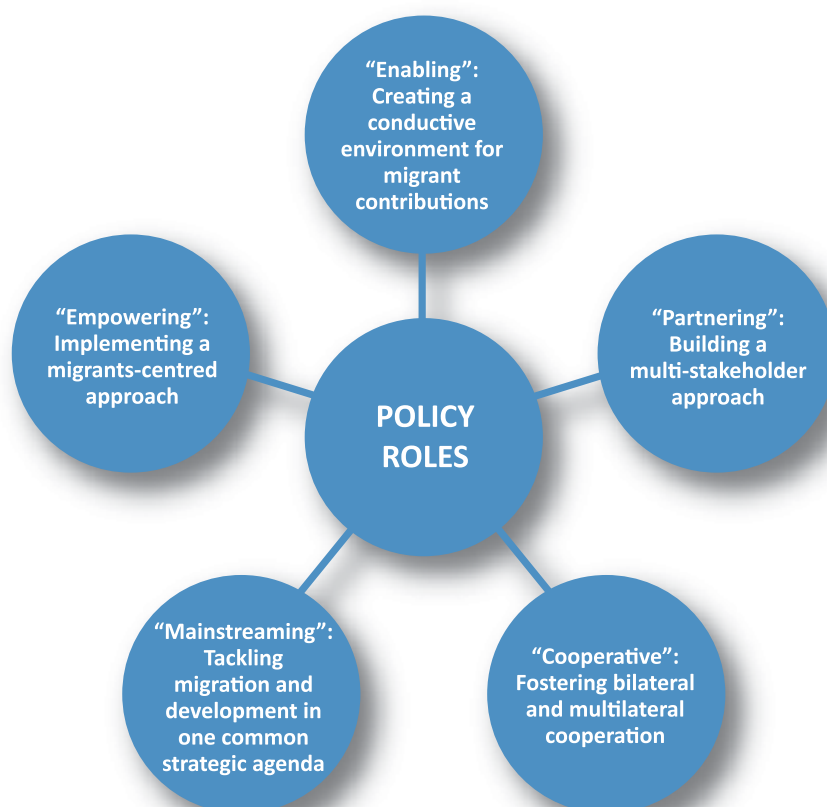 “Enabling”:
Creating a
conductive
environment for
migrant
contributions
“Empowering”:
Implementing a
migrants-centred
approach
“Partnering”:
Building a
multi-stakeholder
approach
POLICY
ROLES
“Mainstreaming”:
Tackling
migration and
development in
one common
strategic agenda
“Cooperative”:
Fostering bilateral
and multilateral
cooperation